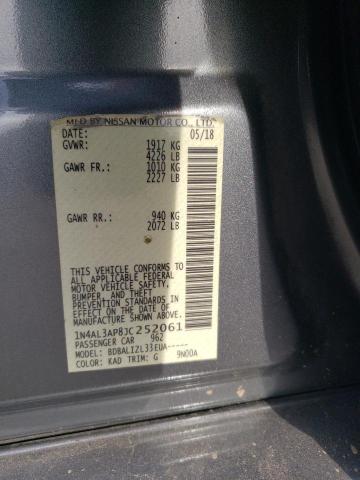 MFD BY NISSAN MOTOR CO., LTD.
DATE: 05/18
GVWR: 1917 KG
4226 LB
GAWR FR.: 1010 KG
2227 LB
GAWR RR.: 940 KG
2072 LB
THIS VEHICLE CONFORMS TO
ALL APPLICABLE FEDERAL
MOTOR VEHICLE SAFETY,
BUMPER, AND THEFT
PREVENTION STANDARDS IN
EFFECT ON THE DATE OF
MANUFACTURE SHOWN ABOVE.
1N4AL3AP8JC252061
PASSENGER CAR 962
MODEL: BDBALIZL33EUA-----
COLOR: KAD TRIM: G 9N00A